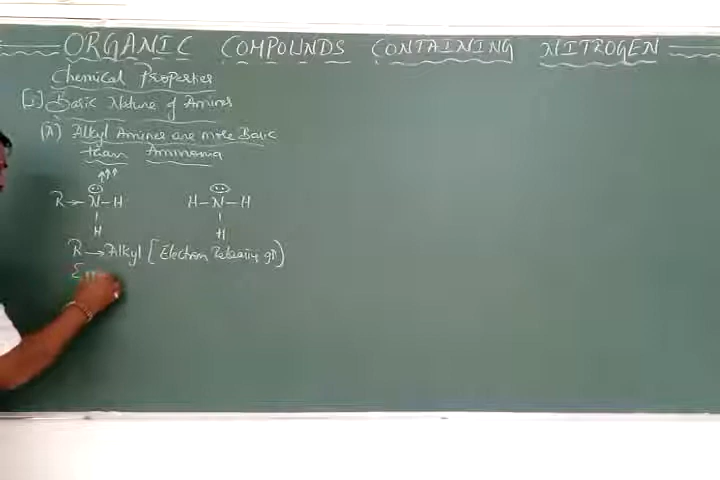 ORGANIC COMPOUNDS CONTAINING NITROGEN
Chemical Properties
Basic Nature of Amines
(A) Alkyl Amines are more Basic
than Ammonia
↑↑↑
R→N-H H-N-H
H H
R→Alkyl [Electron Releasing gp]